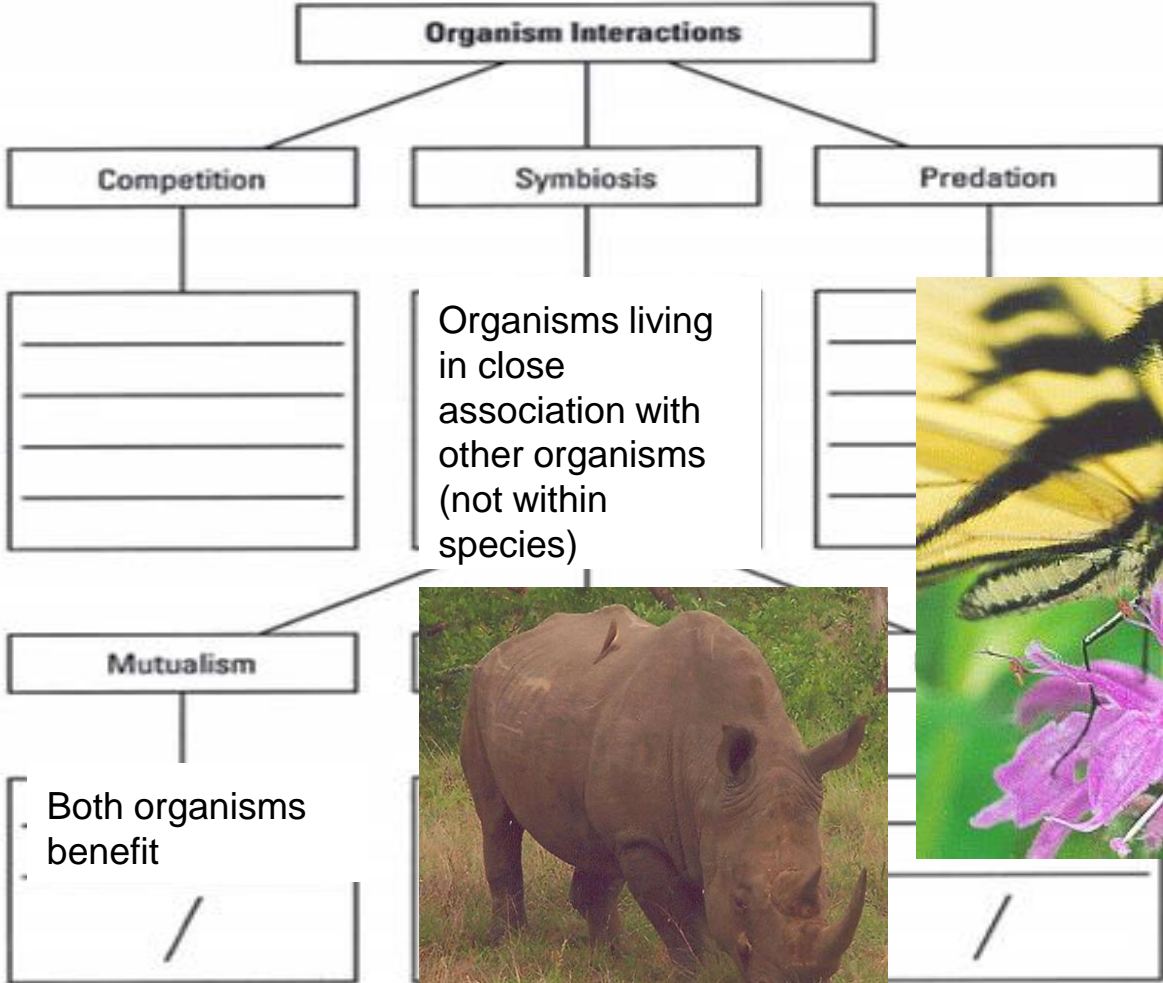 Organism Interactions
Competition
Symbiosis
Predation
Organisms living
in close
association with
other organisms
(not within
species)
Mutualism
Both organisms
benefit
/
/